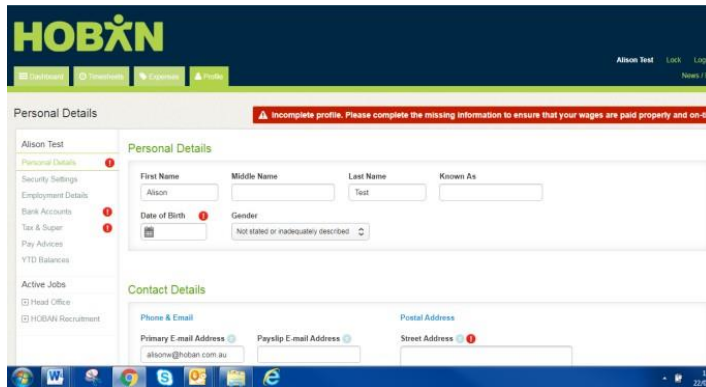 HOBAN
Alison Test Lock
News /
Dashboard Timesheets Expenses Profile
Personal Details
Incomplete profile. Please complete the missing information to ensure that your wages are paid properly and
Alison Test
Personal Details
Security Settings
Employment Details
Bank Accounts
Tax & Super
Pay Advices
YTD Balances
Active Jobs
Head Office
HOBAN Recruitment
Personal Details
First Name Middle Name Last Name Known As
Alison Test
Date of Birth Gender
Not stated or inadequately described
Contact Details
Phone & Email Postal Address
Primary E-mail Address Payslip E-mail Address Street Address
alisonw@hoban.com.au